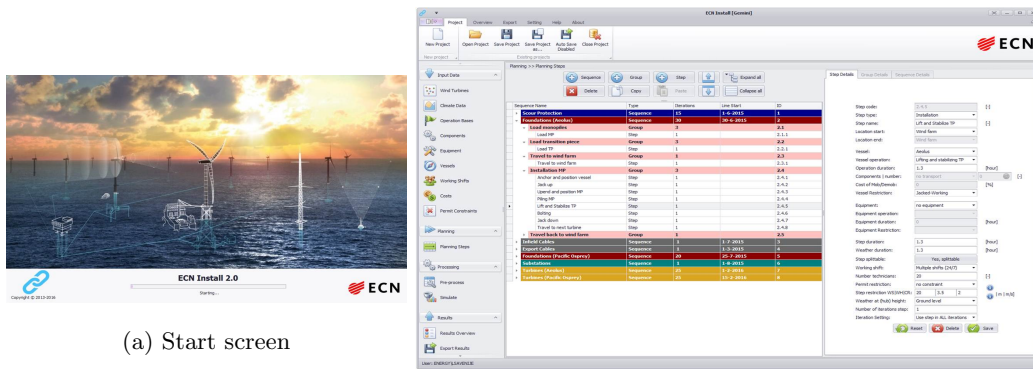 ECN Install 2.0
Starting...
Copyright © 2013-2016
ECN
(a) Start screen
ECN Install [Gemini]
Project Overview Export Setting Help About
New Project Open Project Save Project Save Project as... Auto Save Disabled Close Project
New project Existing projects
ECN
Input Data
Wind Turbines
Climate Data
Operation Bases
Components
Equipment
Vessels
Working Shifts
Costs
Permit Constraints
Planning
Planning Steps
Processing
Pre-process
Simulate
Results
Results Overview
Export Results
User: ENERGY\SAVENIJE
Planning >> Planning Steps
Sequence Group Step Expand all
Delete Copy Paste Collapse all
Sequence Name Type Iterations Line Start ID
Scour Protection Sequence 15 1-6-2015 1
Foundations (Aeolus) Sequence 30 30-6-2015 2
Load monopiles Group 3 2.1
Load MP Step 1 2.1.1
Load transition piece Group 3 2.2
Load TP Step 1 2.2.1
Travel to wind farm Group 1 2.3
Travel to wind farm Step 1 2.3.1
Installation MP Group 3 2.4
Anchor and position vessel Step 1 2.4.1
Jack up Step 1 2.4.2
Upend and position MP Step 1 2.4.3
Piling MP Step 1 2.4.4
Lift and Stabilize TP Step 1 2.4.5
Bolting Step 1 2.4.6
Jack down Step 1 2.4.7
Travel to next turbine Step 1 2.4.8
Travel back to wind farm Group 1 2.5
Infield Cables Sequence 1 1-7-2015 3
Export Cables Sequence 1 1-3-2015 4
Foundations (Pacific Osprey) Sequence 20 25-7-2015 5
Substations Sequence 1 1-8-2015 6
Turbines (Aeolus) Sequence 25 7
Turbines (Pacific Osprey) Sequence 25 8
Step Details Group Details Sequence Details
Step code: 2.4.5 [-]
Step type: Installation
Step name: Lift and Stabilize TP [-]
Location start: Wind farm
Location end: Wind farm
Vessel: Aeolus
Vessel operation: Lifting and stabilizing TP
Operation duration: 1.3 [hour]
Components | number: no transport 0 [-]
Cost of Mob/Demob: 0 [%]
Vessel Restriction: Jacked-Working
Equipment: no equipment
Equipment operation:
Equipment duration: 0 [hour]
Equipment Restriction:
Step duration: 1.3 [hour]
Weather duration: 1.3 [hour]
Step splittable: Yes, splittable
Working shift: Multiple shifts (24/7)
Number technicians: 20 [-]
Permit restriction: no constraint
Step restriction WS|WH|CR: 20 2.5 2 [m | m/s]
Weather at (hub) height: Ground level
Number of iterations step: 1
Iteration Setting: Use step in ALL iterations
Reset Delete Save